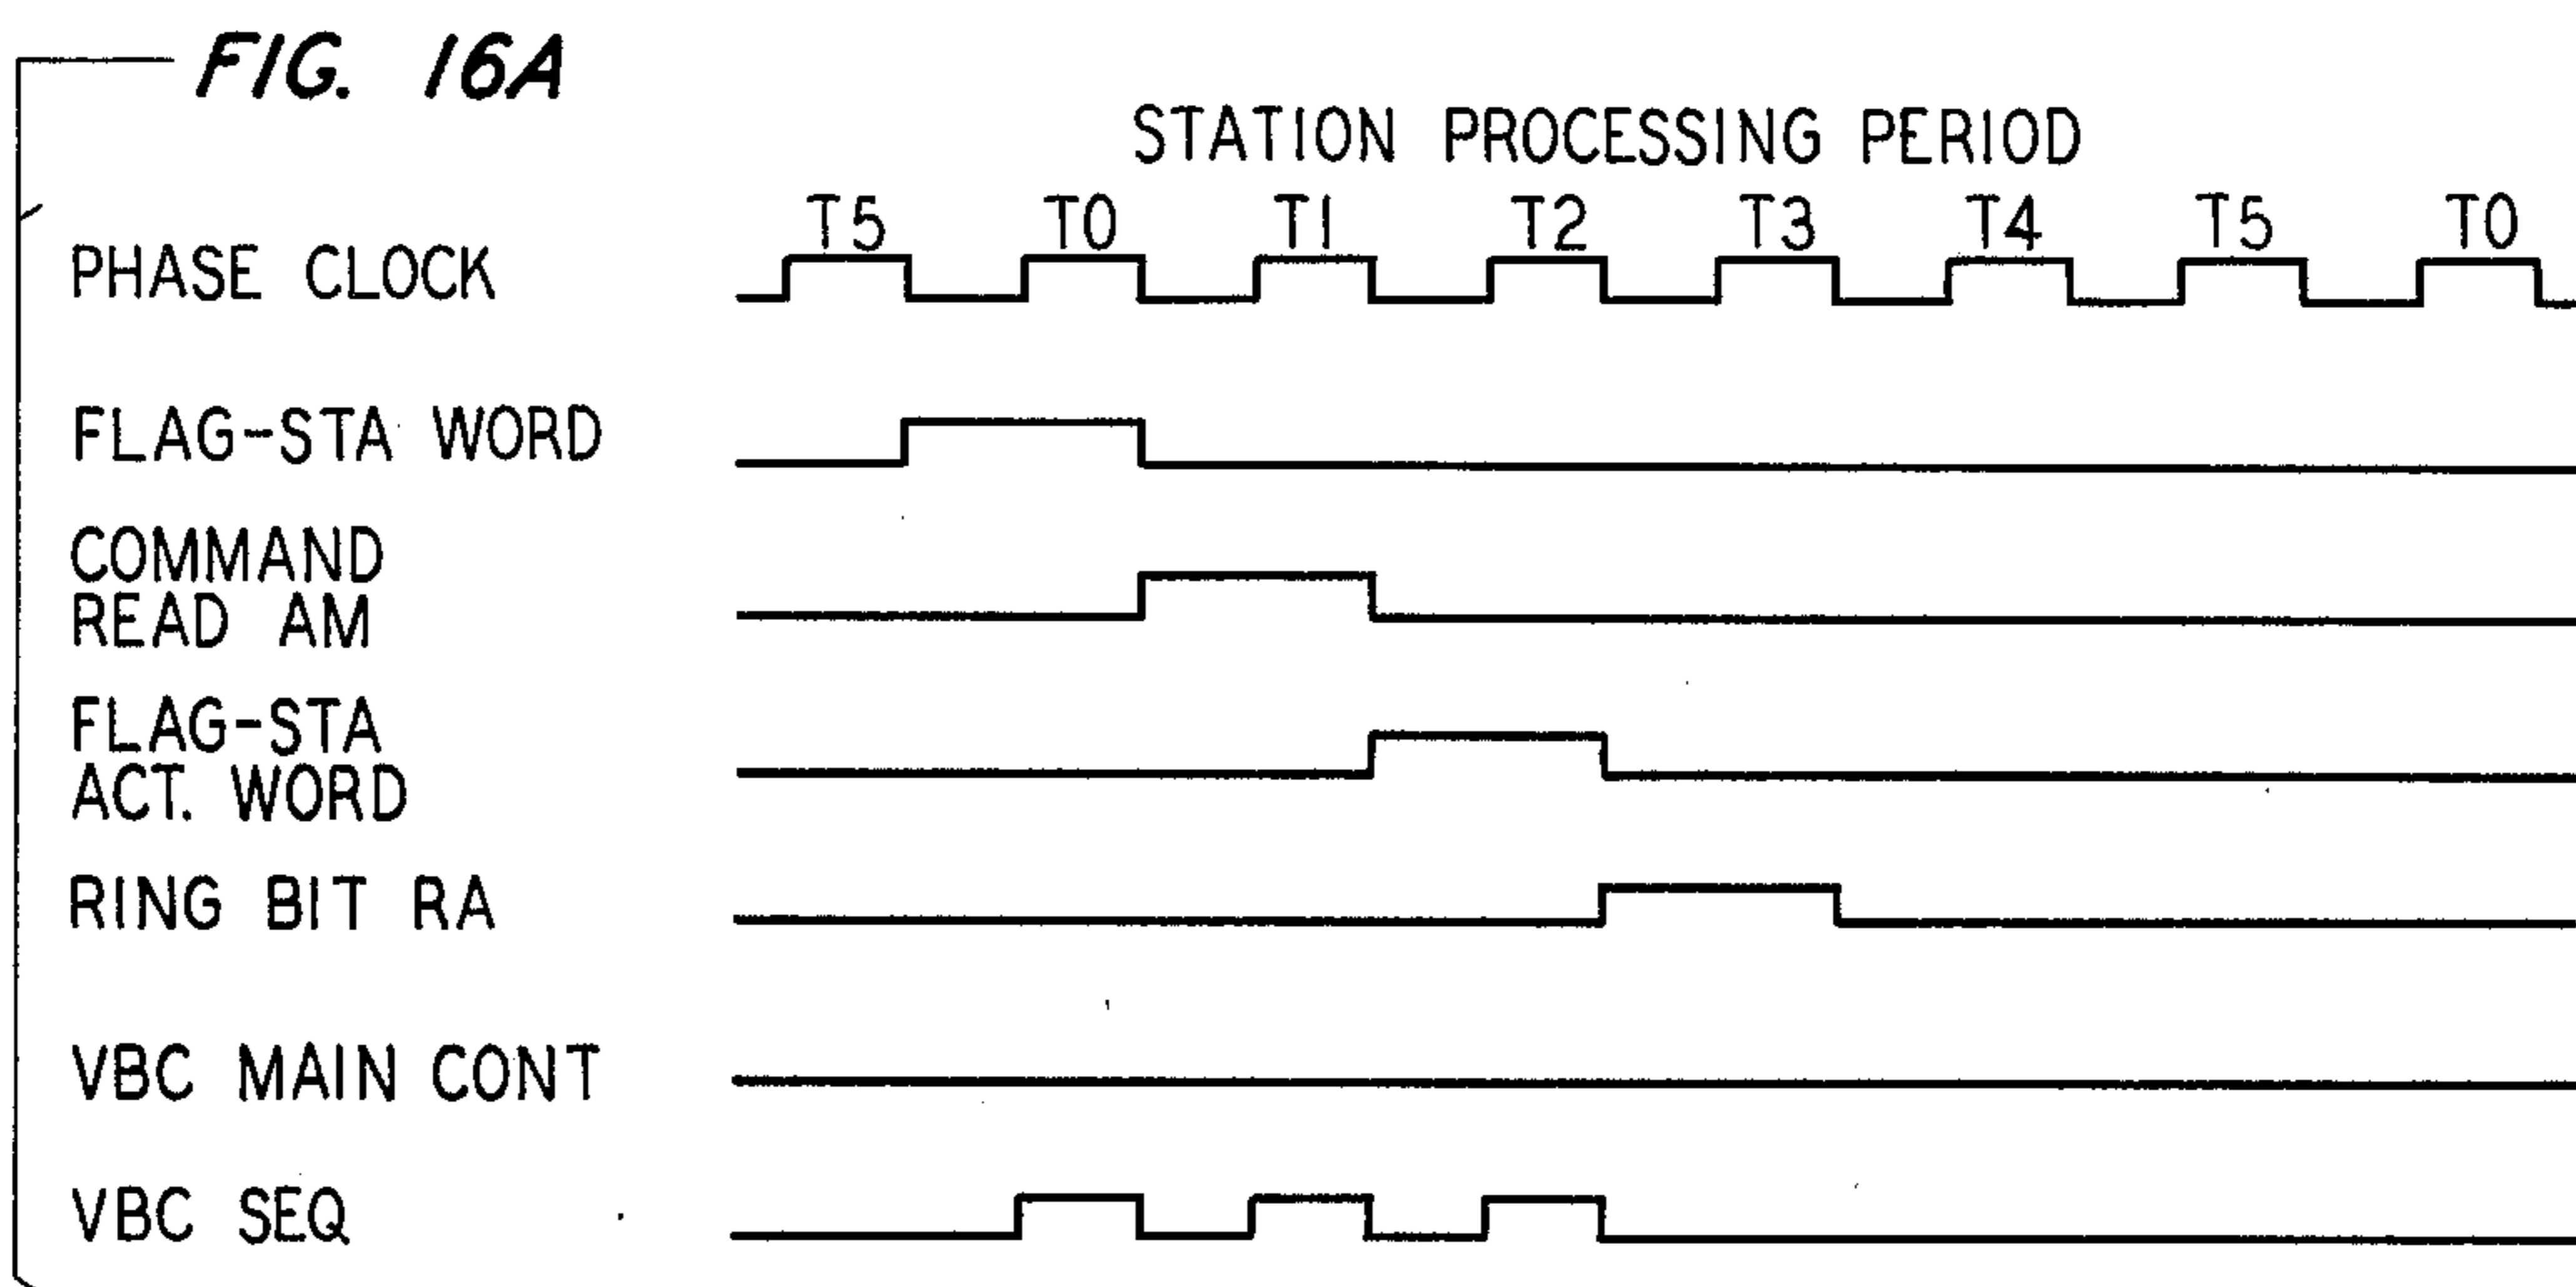 FIG. 16A
STATION PROCESSING PERIOD
T5 T0 T1 T2 T3 T4 T5 T0
PHASE CLOCK
FLAG-STA WORD
COMMAND
READ AM
FLAG-STA
ACT. WORD
RING BIT RA
VBC MAIN CONT
VBC SEQ